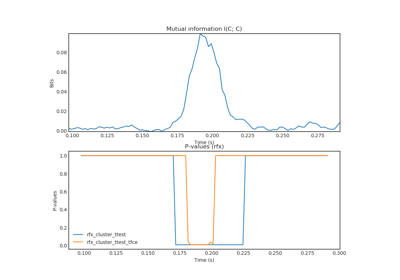 Mutual information I(C; C)
0.08
0.06
0.04
0.02
0.00
Bits
0.100 0.125 0.150 0.175 0.200 0.225 0.250 0.275
Time (s)
P-values (rfx)
1.0
0.8
0.6
0.4
0.2
0.0
P-values
rfx_cluster_ttest
rfx_cluster_ttest_tfce
0.100 0.125 0.150 0.175 0.200 0.225 0.250 0.275 0.300
Time (s)